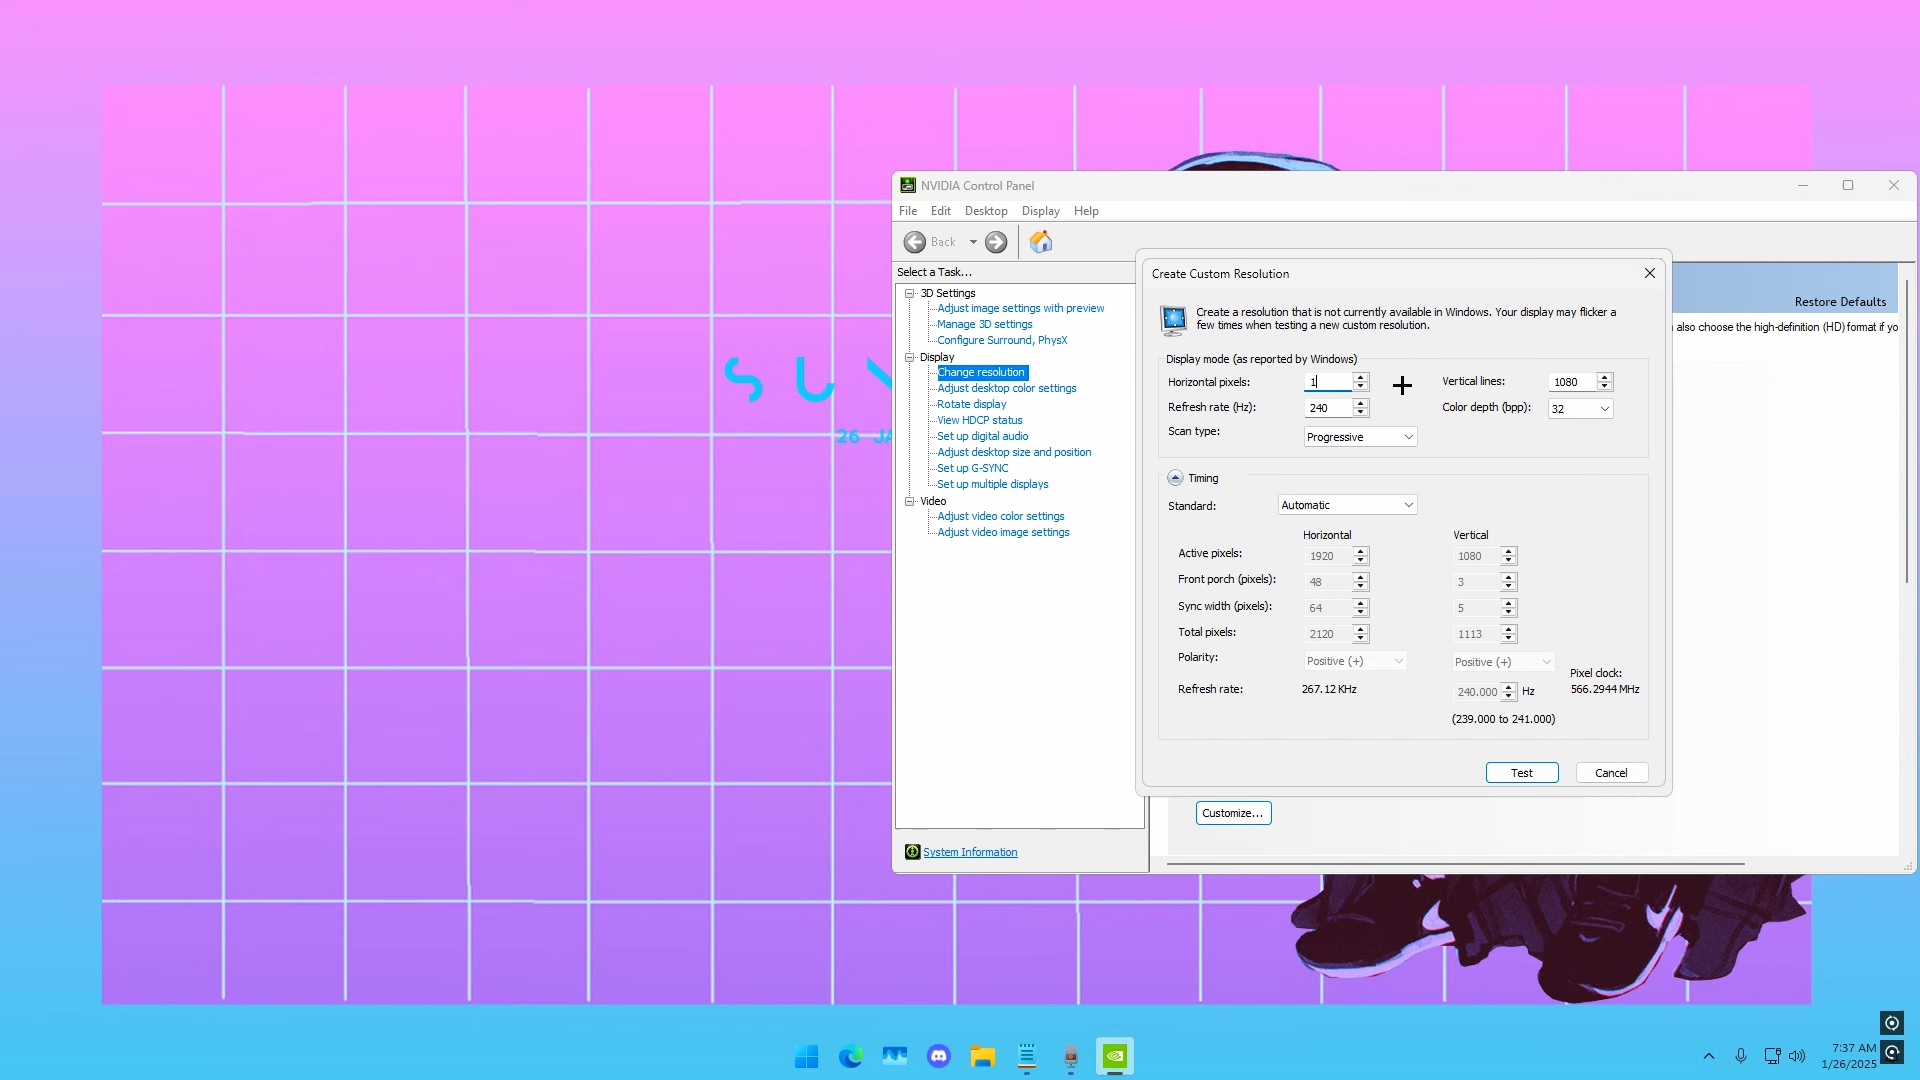 NVIDIA Control Panel
File Edit Desktop Display Help
Back
Select a Task...
3D Settings
Adjust image settings with preview
Manage 3D settings
Configure Surround, PhysX
Display
Change resolution
Adjust desktop color settings
Rotate display
View HDCP status
Set up digital audio
Adjust desktop size and position
Set up G-SYNC
Set up multiple displays
Video
Adjust video color settings
Adjust video image settings
System Information
Restore Defaults
also choose the high-definition (HD) format if yo
Create Custom Resolution
Create a resolution that is not currently available in Windows. Your display may flicker a
few times when testing a new custom resolution.
Display mode (as reported by Windows)
Horizontal pixels: 1 Vertical lines: 1080
Refresh rate (Hz): 240 Color depth (bpp): 32
Scan type: Progressive
Timing
Standard: Automatic
Horizontal Vertical
Active pixels: 1920 1080
Front porch (pixels): 48 3
Sync width (pixels): 64 5
Total pixels: 2120 1113
Polarity: Positive (+) Positive (+)
Pixel clock:
Refresh rate: 267.12 KHz 240.000 Hz 566.2944 MHz
(239.000 to 241.000)
Test Cancel
Customize...
S U
26 JA
7:37 AM
1/26/2025